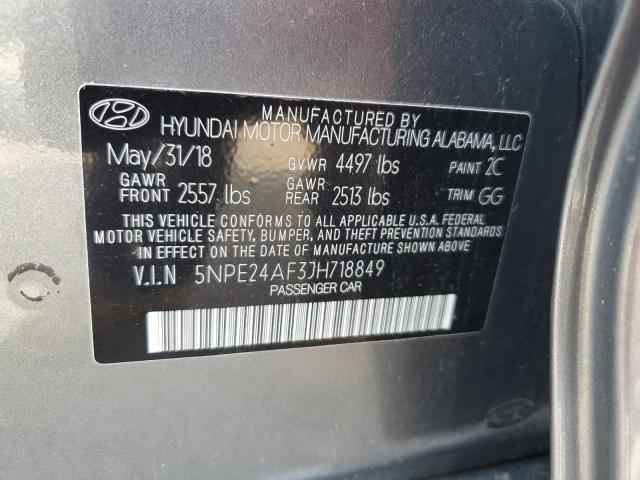 MANUFACTURED BY
HYUNDAI MOTOR MANUFACTURING ALABAMA, LLC
May/31/18 GVWR 4497 lbs PAINT 2C
GAWR FRONT 2557 lbs GAWR REAR 2513 lbs TRIM GG
THIS VEHICLE CONFORMS TO ALL APPLICABLE U.S.A. FEDERAL
MOTOR VEHICLE SAFETY, BUMPER, AND THEFT PREVENTION STANDARDS
IN EFFECT ON THE DATE OF MANUFACTURE SHOWN ABOVE.
V.I.N 5NPE24AF3JH718849
PASSENGER CAR